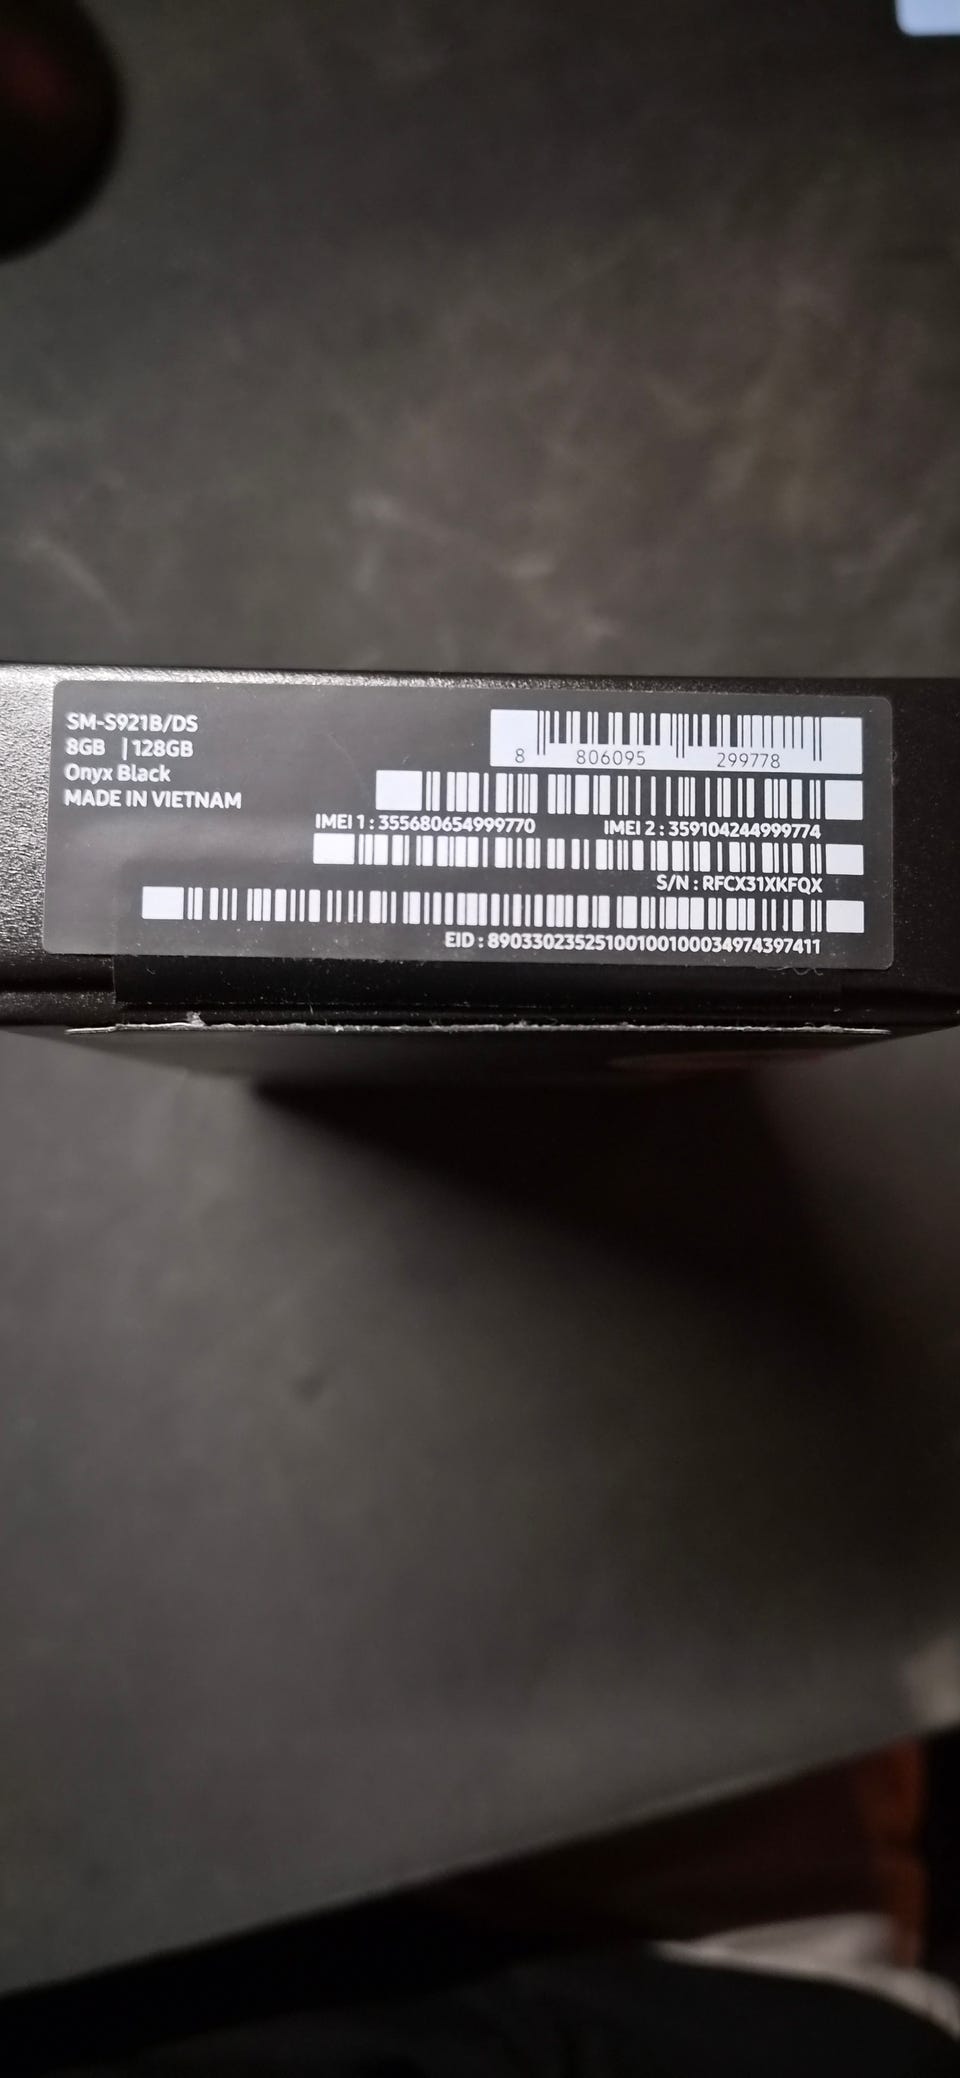 SM-S921B/DS
8GB | 128GB
Onyx Black
MADE IN VIETNAM
8 806095 299778
IMEI 1 : 355680654999770 IMEI 2 : 359104244999774
S/N : RFCX31XKFQX
EID : 89033023525100100100034974397411